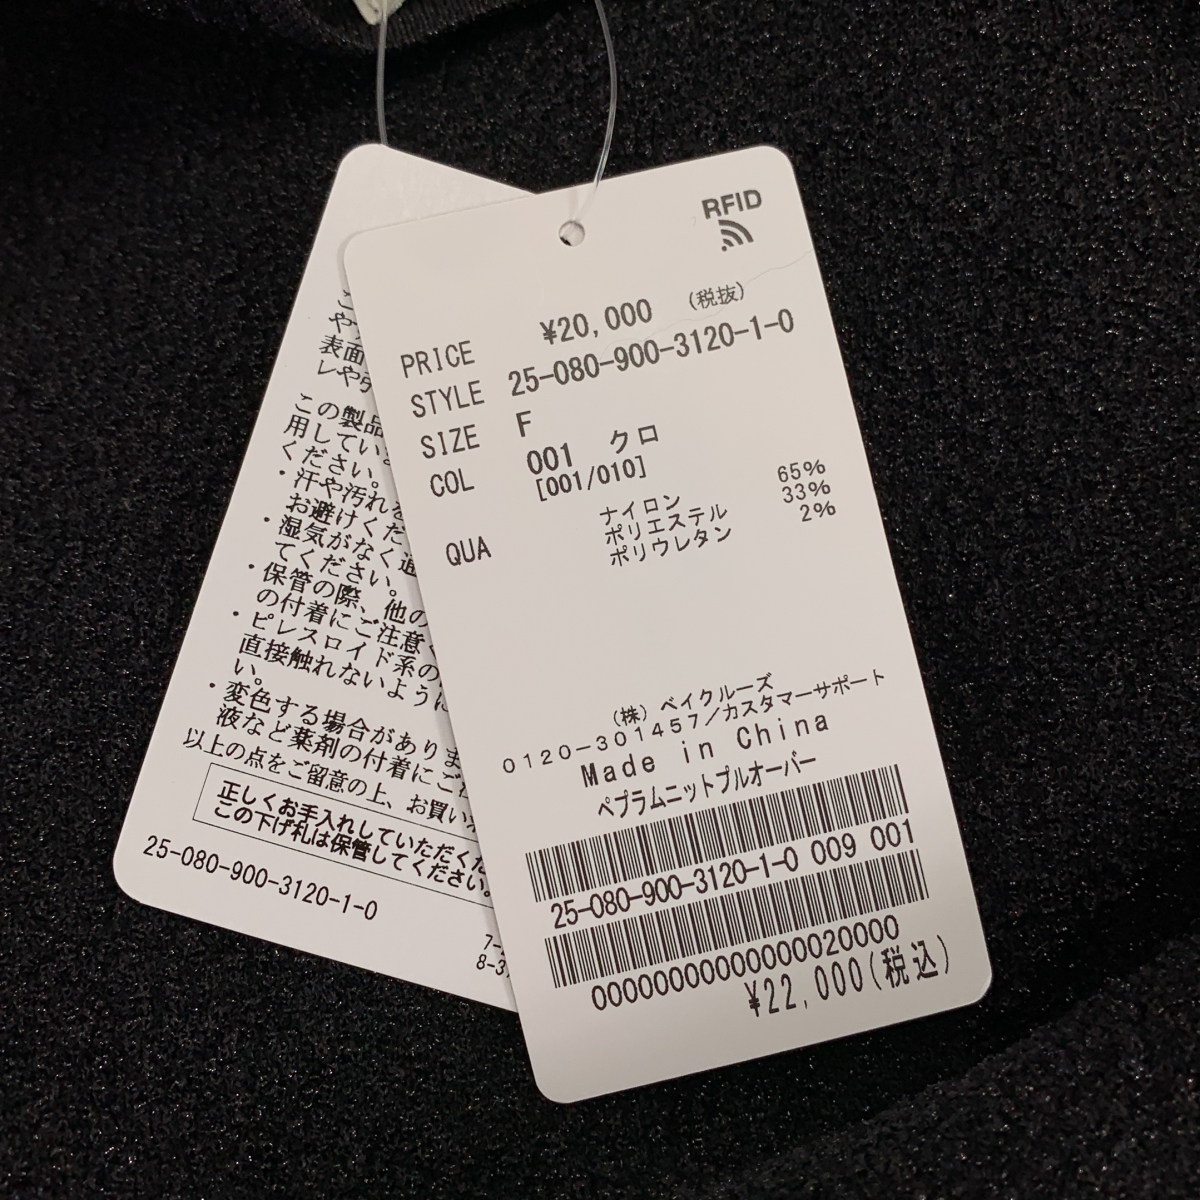 RFID
PRICE ¥20,000 (税抜)
STYLE 25-080-900-3120-1-0
SIZE F
COL 001 クロ
[001/010]
QUA ナイロン 65%
ポリエステル 33%
ポリウレタン 2%
(株) ベイクルーズ
0120-301457/カスタマーサポート
Made in China
ペプラムニットプルオーバー
25-080-900-3120-1-0 009 001
0000000000000020000
¥22,000(税込)
表面
レや
この製品
用してい
ください。
・汗や汚れを
お避けくだ
・湿気がなく通
てください。
・保管の際、他の
の付着にご注意
・ピレスロイド系の
直接触れないように
い。
・変色する場合がありま
液など薬剤の付着にご
以上の点をご留意の上、お買い
正しくお手入れしていただくた
この下げ札は保管してください。
25-080-900-3120-1-0
7-
8-3